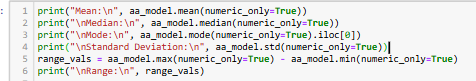 1 print("Mean:\n", aa_model.mean(numeric_only=True))
2 print("\nMedian:\n", aa_model.median(numeric_only=True))
3 print("\nMode:\n", aa_model.mode(numeric_only=True).iloc[0])
4 print("\nStandard Deviation:\n", aa_model.std(numeric_only=True))
5 range_vals = aa_model.max(numeric_only=True) - aa_model.min(numeric_only=True)
6 print("\nRange:\n", range_vals)